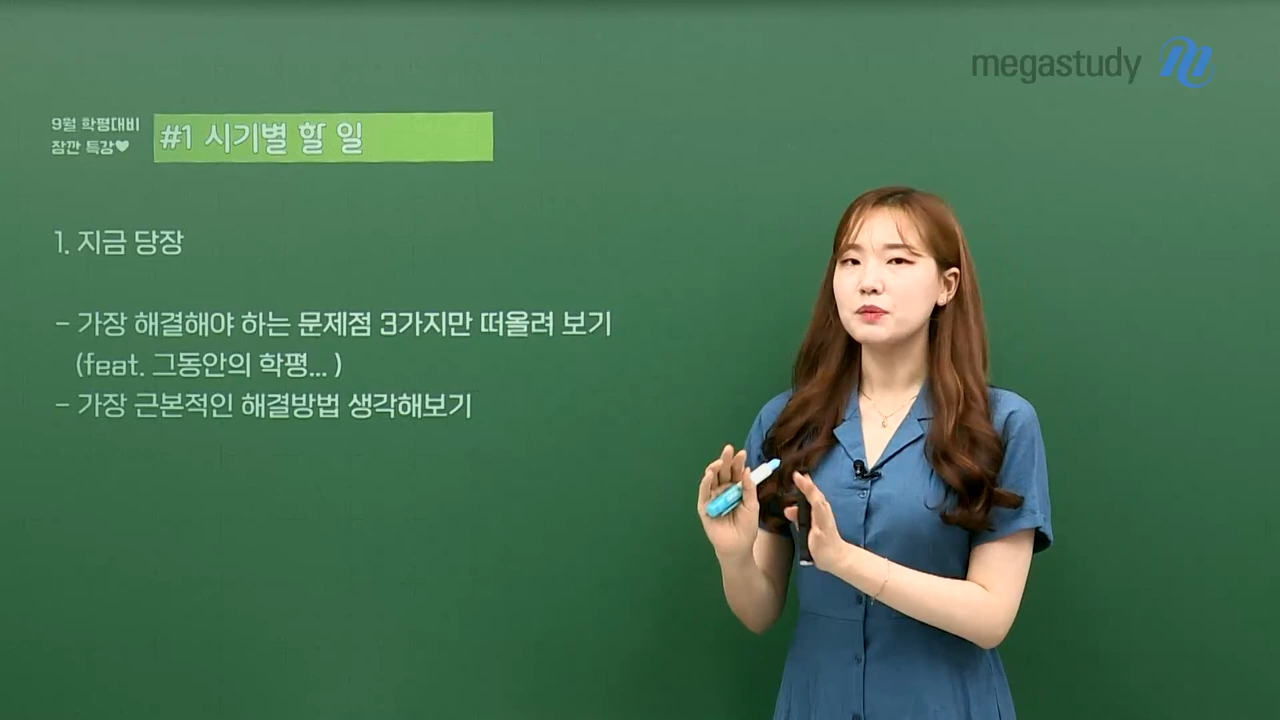 megastudy
9월 학평대비
잠깐 특강♥
#1 시기별 할 일
1. 지금 당장
- 가장 해결해야 하는 문제점 3가지만 떠올려 보기
(feat. 그동안의 학평... )
- 가장 근본적인 해결방법 생각해보기